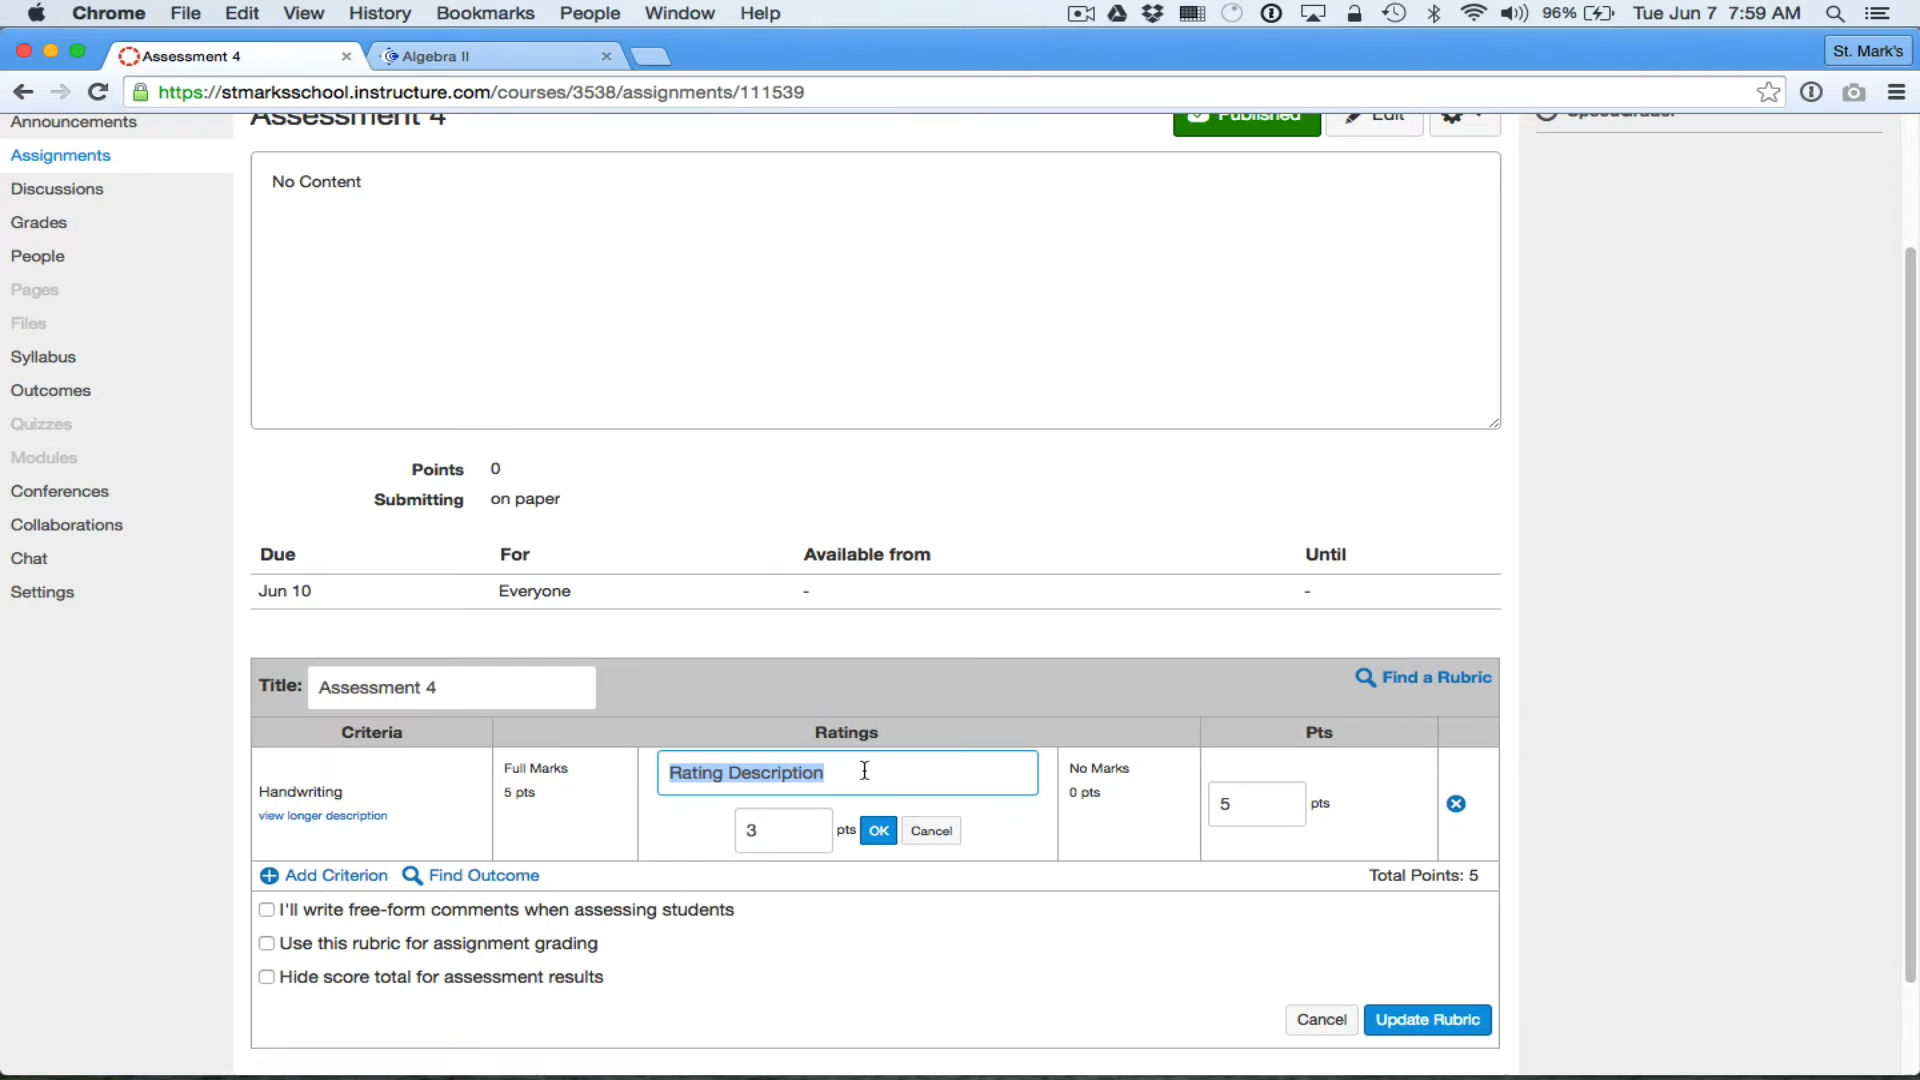 Chrome File Edit View History Bookmarks People Window Help 96% Tue Jun 7 7:59 AM
Assessment 4 Algebra II St. Mark's
https://stmarksschool.instructure.com/courses/3538/assignments/111539
Announcements
Assessment 4
Published
Edit
SpeedGrader
Assignments
Discussions
Grades
People
Pages
Files
Syllabus
Outcomes
Quizzes
Modules
Conferences
Collaborations
Chat
Settings
No Content
Points 0
Submitting on paper
Due For Available from Until
Jun 10 Everyone - -
Title: Assessment 4 Find a Rubric
Criteria Ratings Pts
Handwriting
view longer description
Full Marks
5 pts
Rating Description
3 pts OK Cancel
No Marks
0 pts
5 pts
Add Criterion Find Outcome Total Points: 5
I'll write free-form comments when assessing students
Use this rubric for assignment grading
Hide score total for assessment results
Cancel Update Rubric